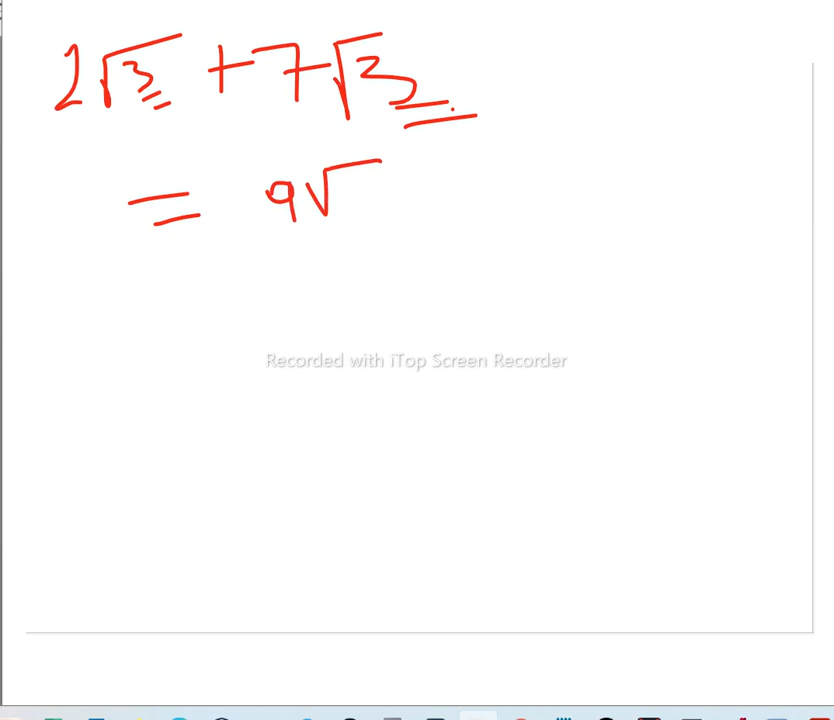 2√3 + 7√3
= 9√
Recorded with iTop Screen Recorder